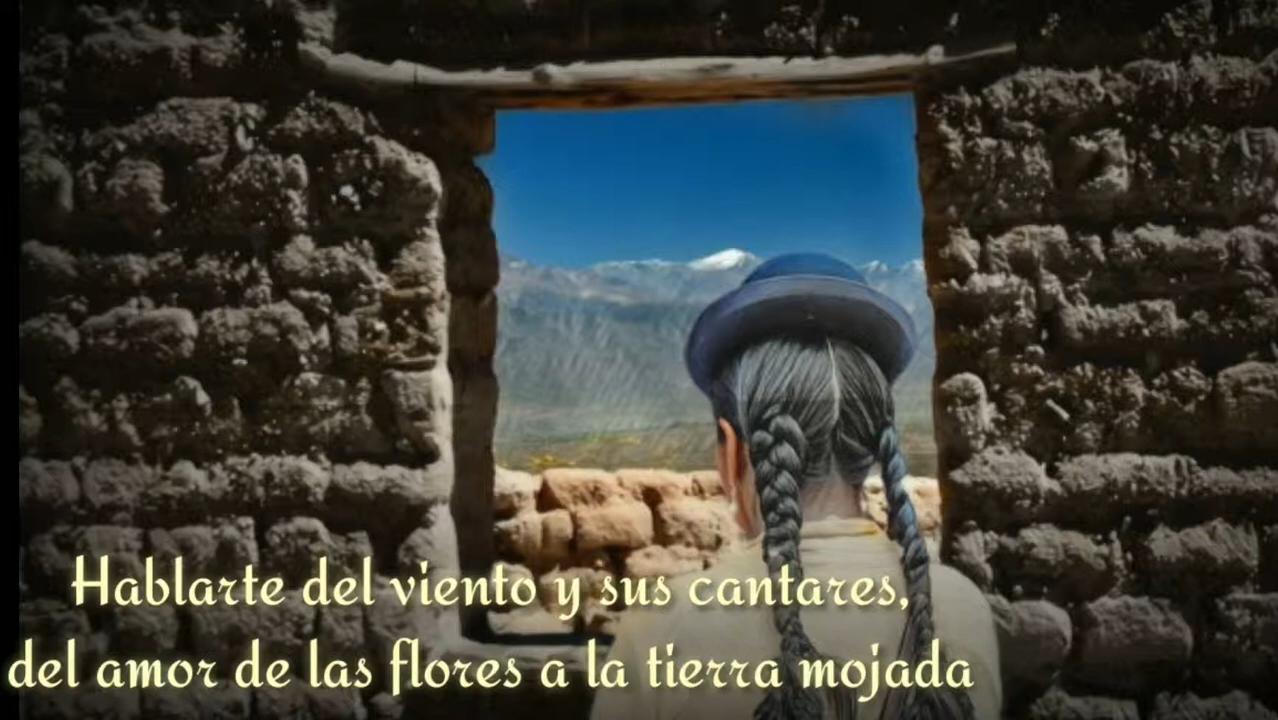 Hablarte del viento y sus cantares,
del amor de las flores a la tierra mojada